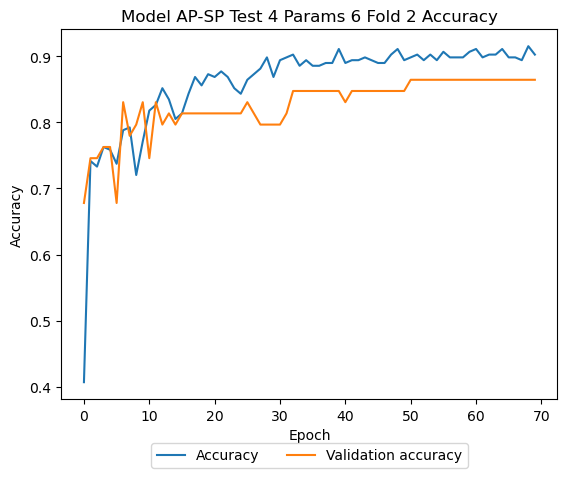 Model AP-SP Test 4 Params 6 Fold 2 Accuracy
0.9
0.8
0.7
0.6
0.5
0.4
Accuracy
0 10 20 30 40 50 60 70
Epoch
Accuracy Validation accuracy